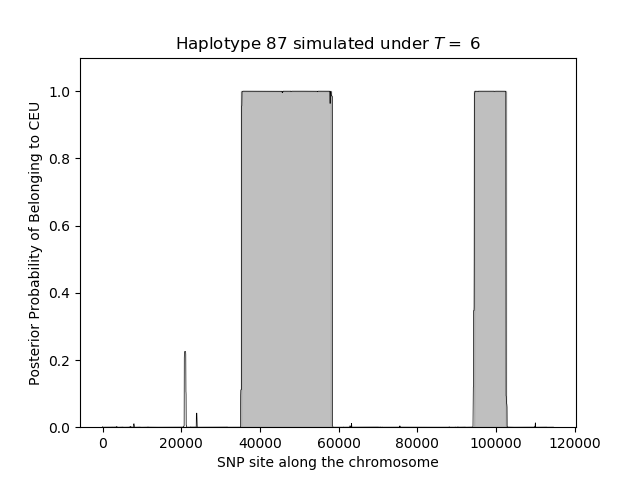 Haplotype 87 simulated under T = 6
Posterior Probability of Belonging to CEU
1.0
0.8
0.6
0.4
0.2
0.0
0 20000 40000 60000 80000 100000 120000
SNP site along the chromosome